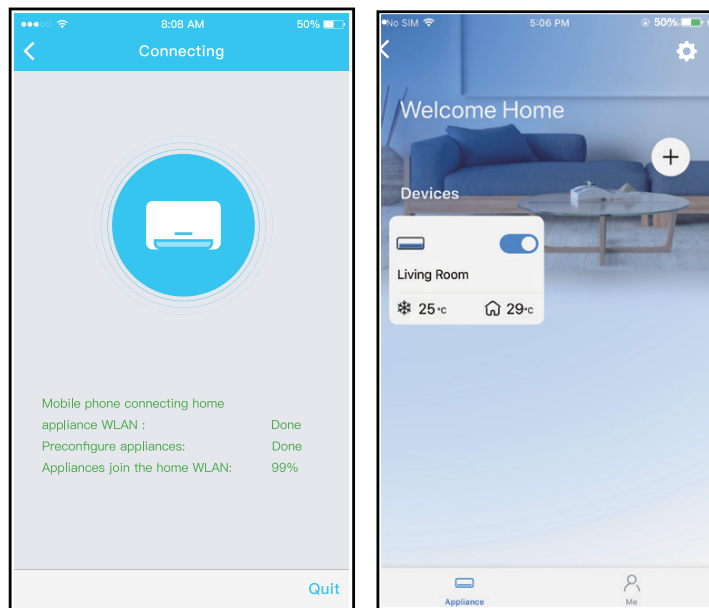 8:08 AM
50%
Connecting
Mobile phone connecting home
appliance WLAN : Done
Preconfigure appliances: Done
Appliances join the home WLAN: 99%
Quit
No SIM
5:06 PM
50%
Welcome Home
+
Devices
Living Room
25°C
29°C
Appliance
Me